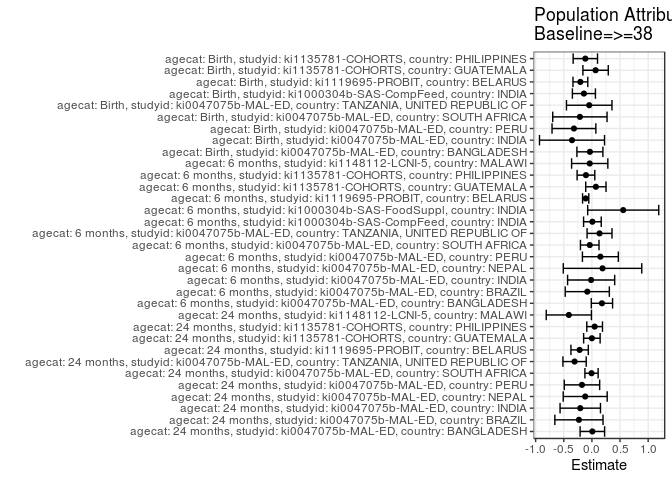 Population Attribu
Baseline=>=38
agecat: Birth, studyid: ki1135781-COHORTS, country: PHILIPPINES
agecat: Birth, studyid: ki1135781-COHORTS, country: GUATEMALA
agecat: Birth, studyid: ki1119695-PROBIT, country: BELARUS
agecat: Birth, studyid: ki1000304b-SAS-CompFeed, country: INDIA
agecat: Birth, studyid: ki0047075b-MAL-ED, country: TANZANIA, UNITED REPUBLIC OF
agecat: Birth, studyid: ki0047075b-MAL-ED, country: SOUTH AFRICA
agecat: Birth, studyid: ki0047075b-MAL-ED, country: PERU
agecat: Birth, studyid: ki0047075b-MAL-ED, country: INDIA
agecat: Birth, studyid: ki0047075b-MAL-ED, country: BANGLADESH
agecat: 6 months, studyid: ki1148112-LCNI-5, country: MALAWI
agecat: 6 months, studyid: ki1135781-COHORTS, country: PHILIPPINES
agecat: 6 months, studyid: ki1135781-COHORTS, country: GUATEMALA
agecat: 6 months, studyid: ki1119695-PROBIT, country: BELARUS
agecat: 6 months, studyid: ki1000304b-SAS-FoodSuppl, country: INDIA
agecat: 6 months, studyid: ki1000304b-SAS-CompFeed, country: INDIA
agecat: 6 months, studyid: ki0047075b-MAL-ED, country: TANZANIA, UNITED REPUBLIC OF
agecat: 6 months, studyid: ki0047075b-MAL-ED, country: SOUTH AFRICA
agecat: 6 months, studyid: ki0047075b-MAL-ED, country: PERU
agecat: 6 months, studyid: ki0047075b-MAL-ED, country: NEPAL
agecat: 6 months, studyid: ki0047075b-MAL-ED, country: INDIA
agecat: 6 months, studyid: ki0047075b-MAL-ED, country: BRAZIL
agecat: 6 months, studyid: ki0047075b-MAL-ED, country: BANGLADESH
agecat: 24 months, studyid: ki1148112-LCNI-5, country: MALAWI
agecat: 24 months, studyid: ki1135781-COHORTS, country: PHILIPPINES
agecat: 24 months, studyid: ki1135781-COHORTS, country: GUATEMALA
agecat: 24 months, studyid: ki1119695-PROBIT, country: BELARUS
agecat: 24 months, studyid: ki0047075b-MAL-ED, country: TANZANIA, UNITED REPUBLIC OF
agecat: 24 months, studyid: ki0047075b-MAL-ED, country: SOUTH AFRICA
agecat: 24 months, studyid: ki0047075b-MAL-ED, country: PERU
agecat: 24 months, studyid: ki0047075b-MAL-ED, country: NEPAL
agecat: 24 months, studyid: ki0047075b-MAL-ED, country: INDIA
agecat: 24 months, studyid: ki0047075b-MAL-ED, country: BRAZIL
agecat: 24 months, studyid: ki0047075b-MAL-ED, country: BANGLADESH
-1.0 -0.5 0.0 0.5 1.0
Estimate